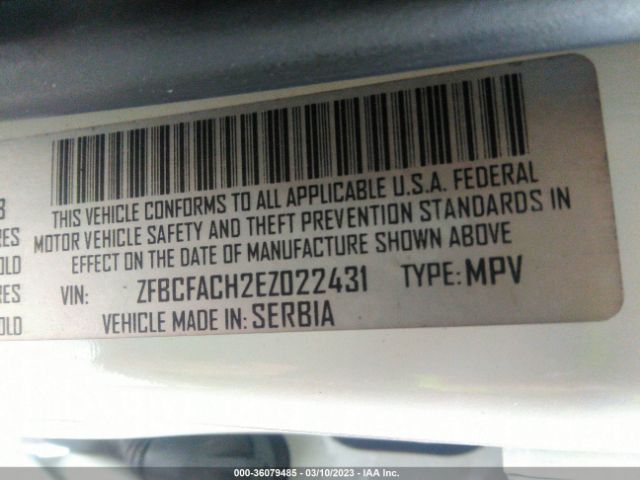 THIS VEHICLE CONFORMS TO ALL APPLICABLE U.S.A. FEDERAL
MOTOR VEHICLE SAFETY AND THEFT PREVENTION STANDARDS IN
EFFECT ON THE DATE OF MANUFACTURE SHOWN ABOVE
VIN: ZFBCFACH2EZ022431 TYPE: MPV
VEHICLE MADE IN: SERBIA
000-36079485 — 03/10/2023 — IAA Inc.